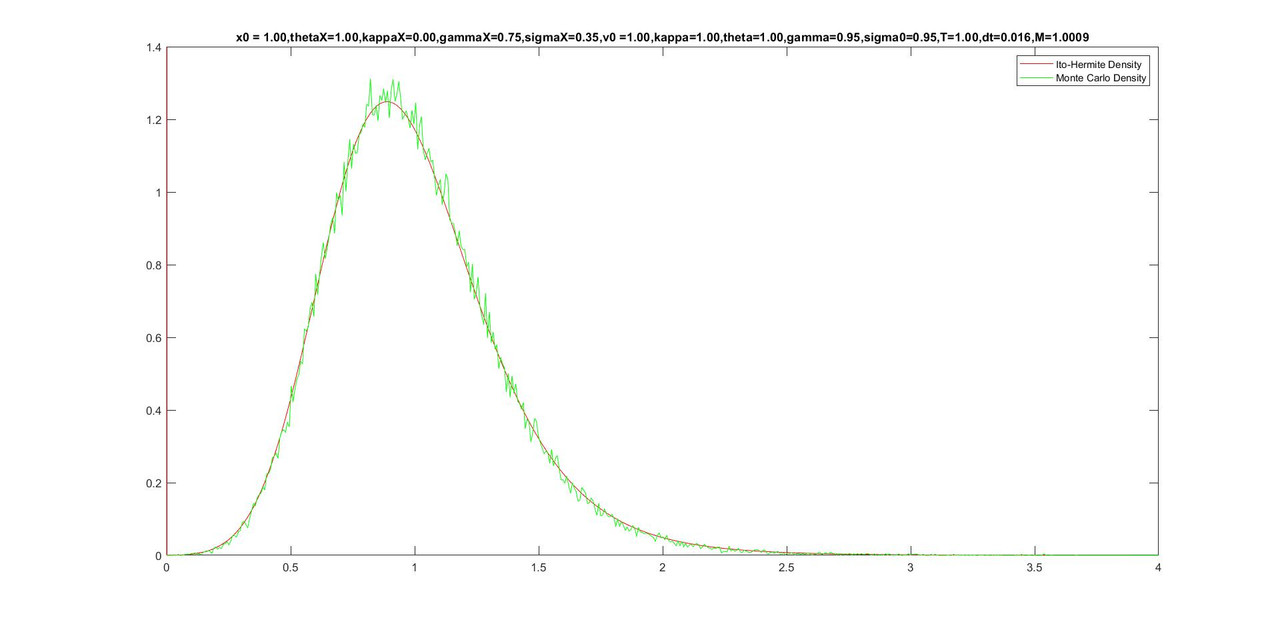 x0 = 1.00,thetaX=1.00,kappaX=0.00,gammaX=0.75,sigmaX=0.35,v0 =1.00,kappa=1.00,theta=1.00,gamma=0.95,sigma0=0.95,T=1.00,dt=0.016,M=1.0009
Ito-Hermite Density
Monte Carlo Density
1.4
1.2
1
0.8
0.6
0.4
0.2
0
0 0.5 1 1.5 2 2.5 3 3.5 4